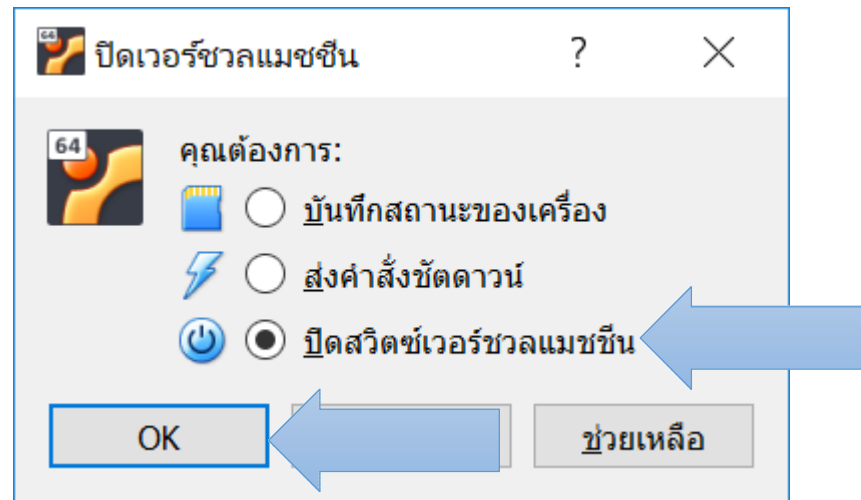 64 ปิดเวอร์ชวลแมชชีน ?
64
คุณต้องการ:
บันทึกสถานะของเครื่อง
ส่งคำสั่งชัตดาวน์
ปิดสวิตซ์เวอร์ชวลแมชชีน
OK
ช่วยเหลือ